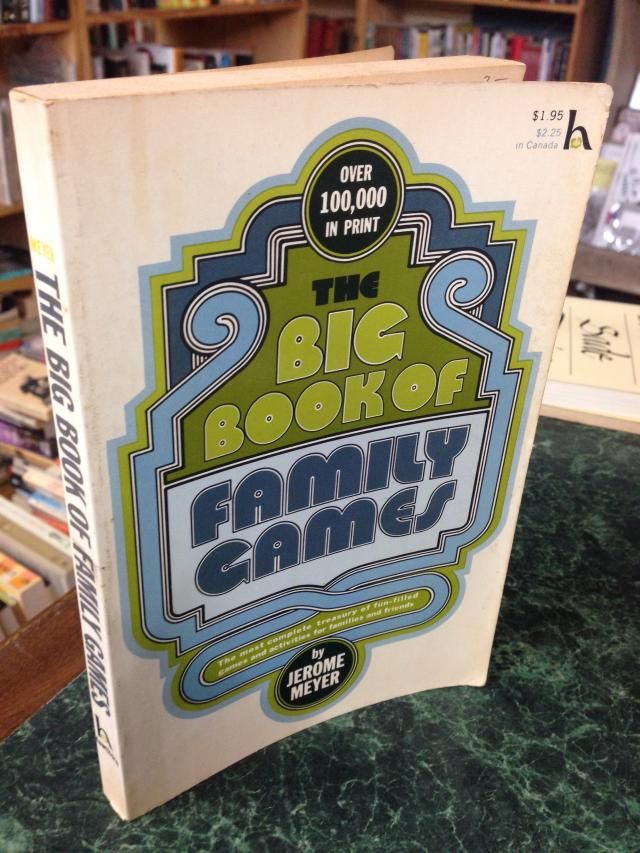 $1.95
$2.25
in Canada
h
OVER
100,000
IN PRINT
THE
BIG
BOOK OF
FAMILY
GAMES
The most complete treasury of fun-filled
games and activities for families and friends
by
JEROME
MEYER
MEYER
THE BIG BOOK OF FAMILY GAMES
h